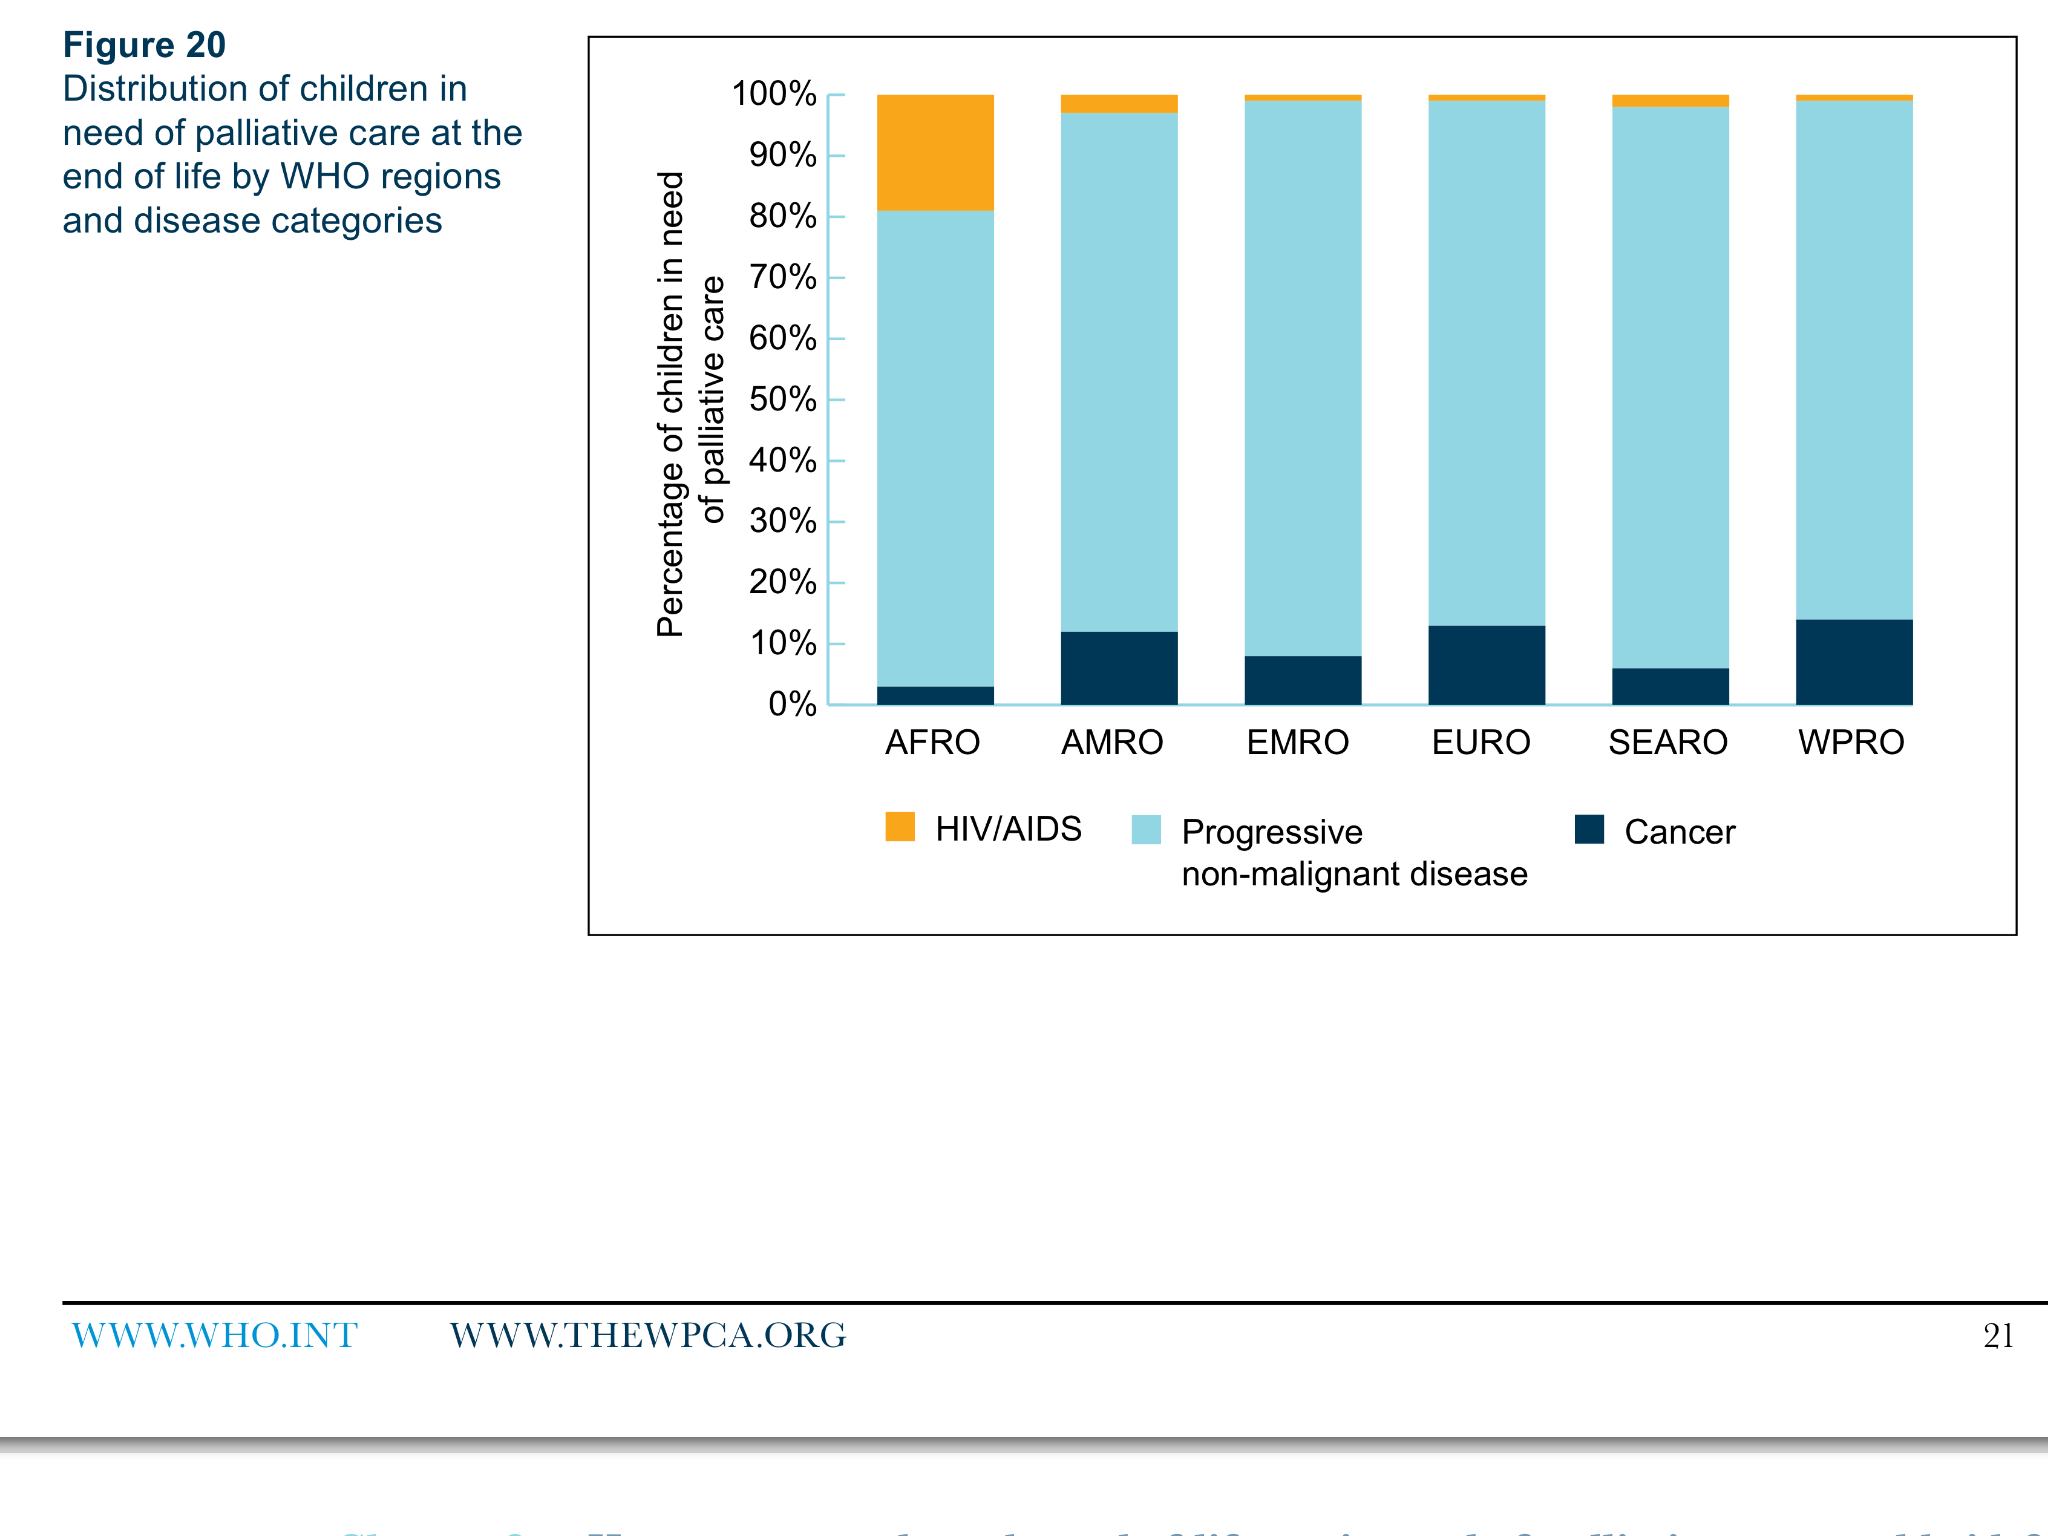 Figure 20
Distribution of children in
need of palliative care at the
end of life by WHO regions
and disease categories
Percentage of children in need
of palliative care
100%
90%
80%
70%
60%
50%
40%
30%
20%
10%
0%
AFRO AMRO EMRO EURO SEARO WPRO
HIV/AIDS Progressive Cancer
non-malignant disease
WWW.WHO.INT WWW.THEWPCA.ORG 21